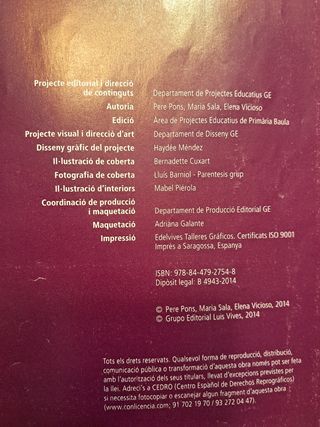 Projecte editorial i direcció
de continguts Departament de Projectes Educatius GE
Autoria Pere Pons, Maria Sala, Elena Vicioso
Edició Àrea de Projectes Educatius de Primària Baula
Projecte visual i direcció d'art Departament de Disseny GE
Disseny gràfic del projecte Haydée Méndez
Il·lustració de coberta Bernadette Cuxart
Fotografia de coberta Lluís Barniol - Parentesis grup
Il·lustració d'interiors Mabel Piérola
Coordinació de producció
i maquetació Departament de Producció Editorial GE
Maquetació Adriana Galante
Impressió Edelvives Talleres Gráficos. Certificats ISO 9001
Imprès a Saragossa, Espanya
ISBN: 978-84-479-2754-8
Dipòsit legal: B 4943-2014
© Pere Pons, Maria Sala, Elena Vicioso, 2014
© Grupo Editorial Luis Vives, 2014
Tots els drets reservats. Qualsevol forma de reproducció, distribució,
comunicació pública o transformació d'aquesta obra només pot ser feta
amb l'autorització dels seus titulars, llevat d'excepcions previstes per
la llei. Adreci's a CEDRO (Centro Español de Derechos Reprográficos)
si necessita fotocopiar o escanejar algun fragment d'aquesta obra
(www.conlicencia.com; 91 702 19 70 / 93 272 04 47).